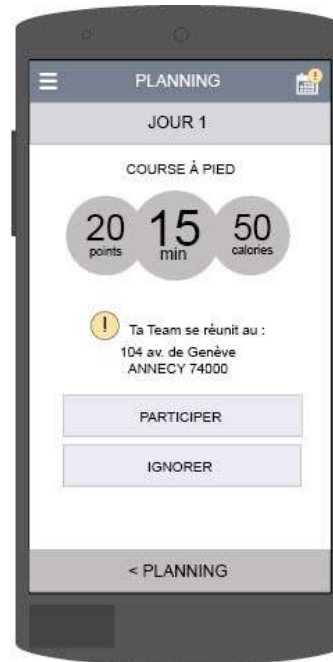 PLANNING
JOUR 1
COURSE À PIED
20 points
15 min
50 calories
! Ta Team se réunit au :
104 av. de Genève
ANNECY 74000
PARTICIPER
IGNORER
< PLANNING